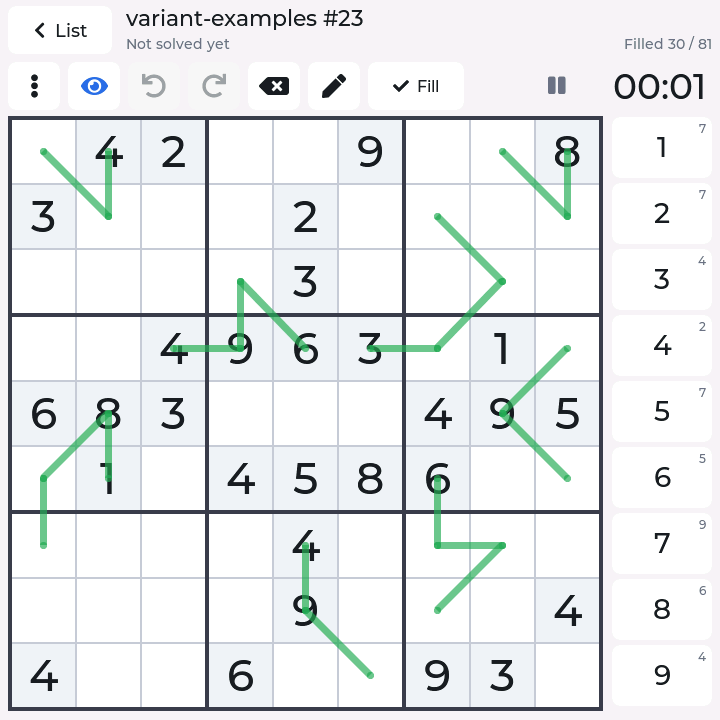 List
variant-examples #23
Not solved yet
Filled 30 / 81
Fill
00:01
4 2 9 8
3 2
3
4 9 6 3 1
6 8 3 4 9 5
1 4 5 8 6
4
9 4
4 6 9 3
1 7
2 7
3 4
4 2
5 7
6 5
7 9
8 6
9 4